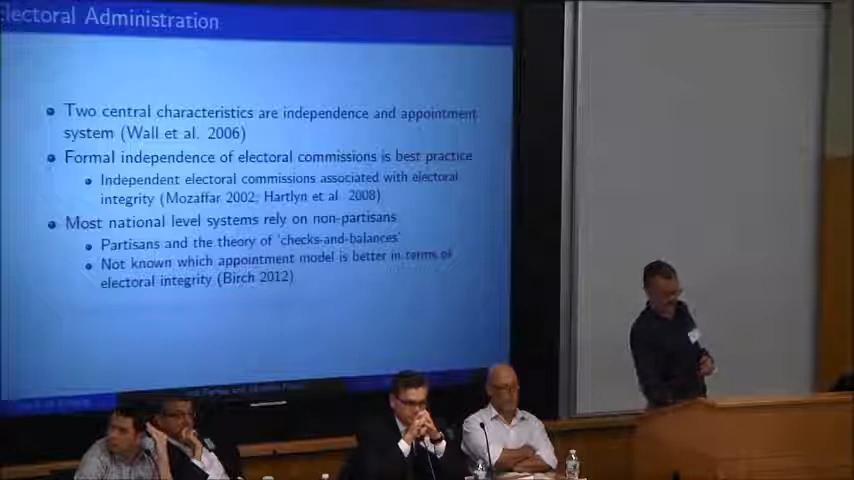 Electoral Administration
Two central characteristics are independence and appointment
system (Wall et al. 2006)
Formal independence of electoral commissions is best practice
Independent electoral commissions associated with electoral
integrity (Mozaffar 2002; Hartlyn et al. 2008)
Most national level systems rely on non-partisans
Partisans and the theory of 'checks-and-balances'
Not known which appointment model is better in terms of
electoral integrity (Birch 2012)